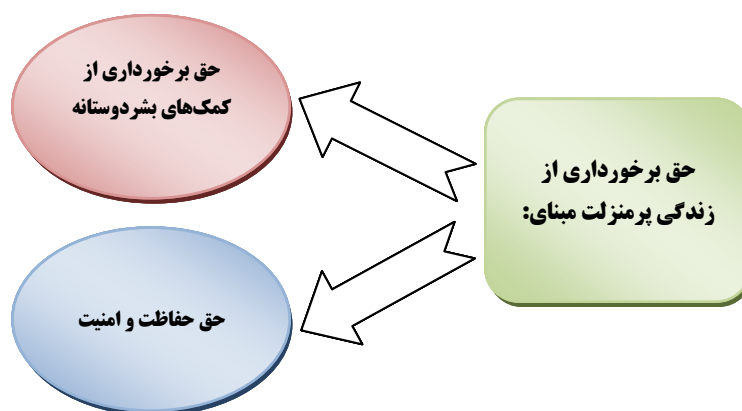 حق برخورداری از
زندگی پرمنزلت مبنای:
حق برخورداری از
کمک‌های بشردوستانه
حق حفاظت و امنیت